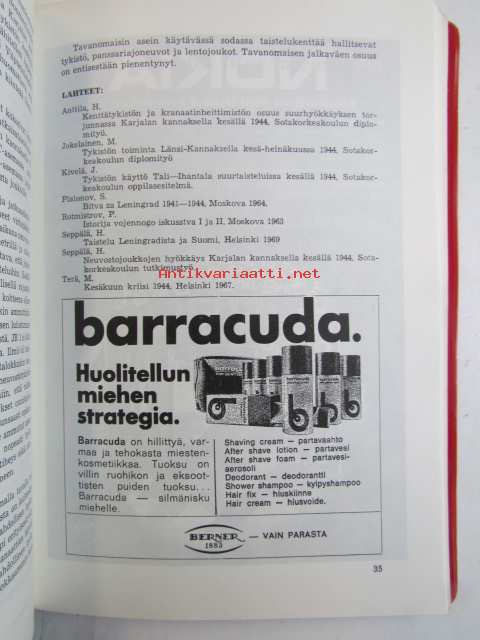 Tavanomaisin asein käytävässä sodassa taistelukenttää hallitsevat
tykistö, panssariajoneuvot ja lentojoukot. Tavanomaisen jalkaväen osuus
on entisestään pienentynyt.
LÄHTEET:
Anttila, H.
Kenttätykistön ja kranaatinheittimistön osuus suurhyökkäyksen tor-
junnassa Karjalan kannaksella kesällä 1944, Sotakorkeakoulun diplo-
mityö.
Jokelainen, M.
Tykistön toiminta Länsi-Kannaksella kesä-heinäkuussa 1944, Sotakor-
keakoulun diplomityö
Kivelä, J.
Tykistön käyttö Tali—Ihantala suurtaisteluissa kesällä 1944, Sotakor-
keakoulun oppilasesitelmä.
Platonov, S.
Bitva za Leningrad 1941—1944, Moskova 1964,
Rotmistrov, P.
Istorija vojennogo iskusstva I ja II, Moskova 1963
Seppälä, H.
Taistelu Leningradista ja Suomi, Helsinki 1969
Seppälä, H.
Neuvostojoukkojen hyökkäys Karjalan kannaksella kesällä 1944, Sota-
korkeakoulun tutkimustyö
Terä, M.
Kesäkuun kriisi 1944, Helsinki 1967.
Antikvariaatti.net
barracuda.
Huolitellun
miehen
strategia.
Barracuda on hillittyä, var-
maa ja tehokasta miesten-
kosmetiikkaa. Tuoksu on
villin ruohikon ja eksoot-
tisten puiden tuoksu...
Barracuda — silmänisku
miehelle.
Shaving cream — partavaahto
After shave lotion — partavesi
After shave foam — partavesi-
aerosoli
Deodorant — deodorantti
Shower shampoo — kylpyshampoo
Hair fix — hiuskiinne
Hair cream — hiusvoide.
BERNER
1883
— VAIN PARASTA
35